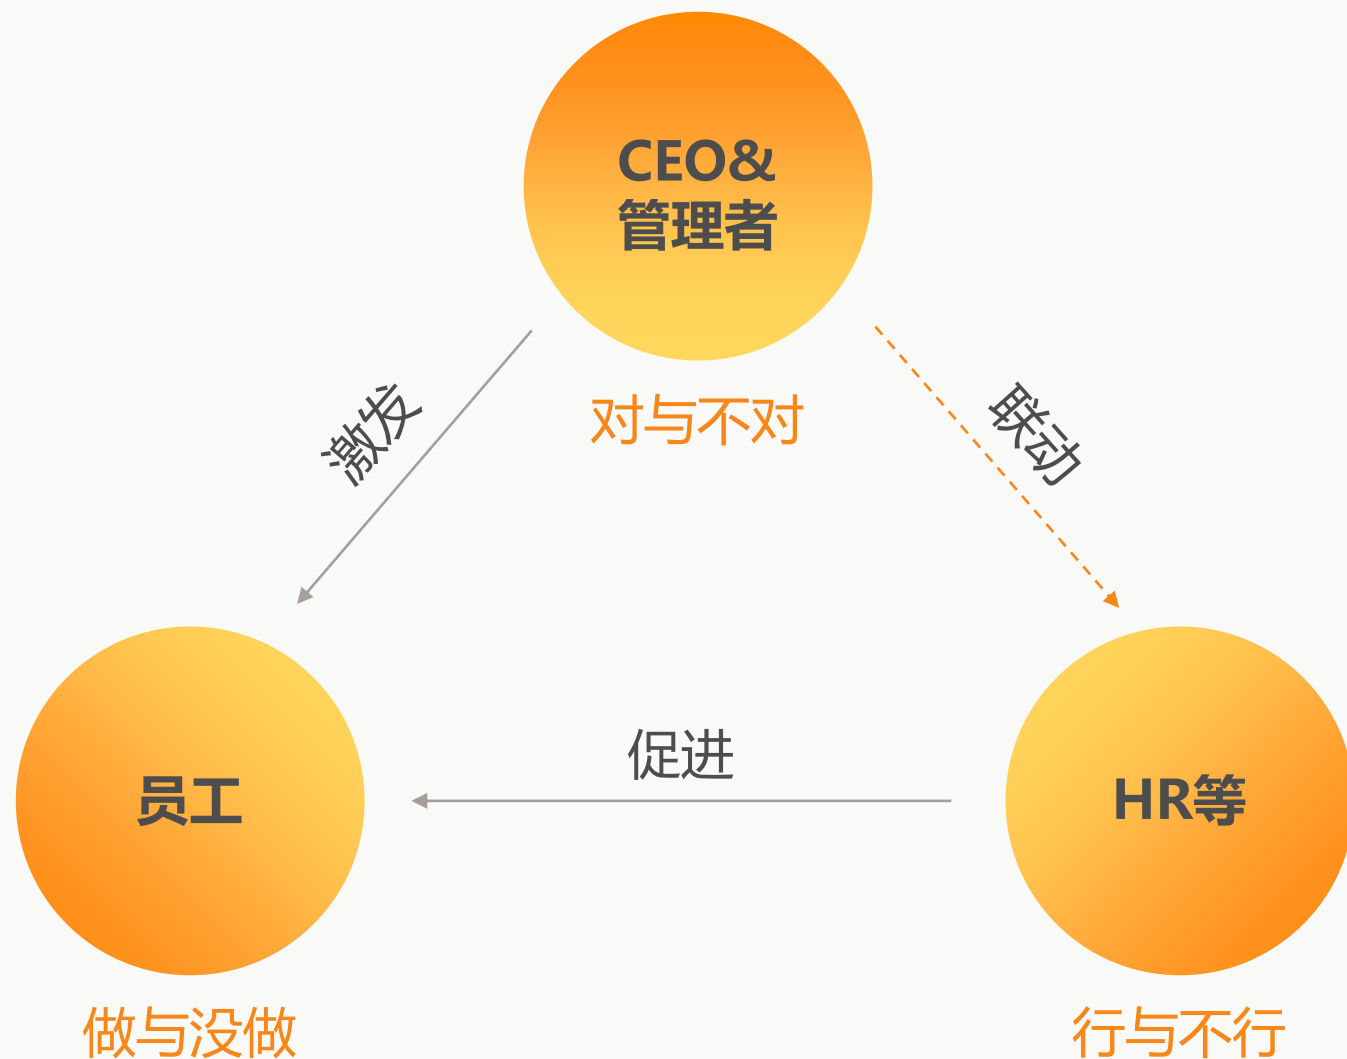 CEO&
管理者
对与不对
激发
联动
促进
员工
HR等
做与没做
行与不行